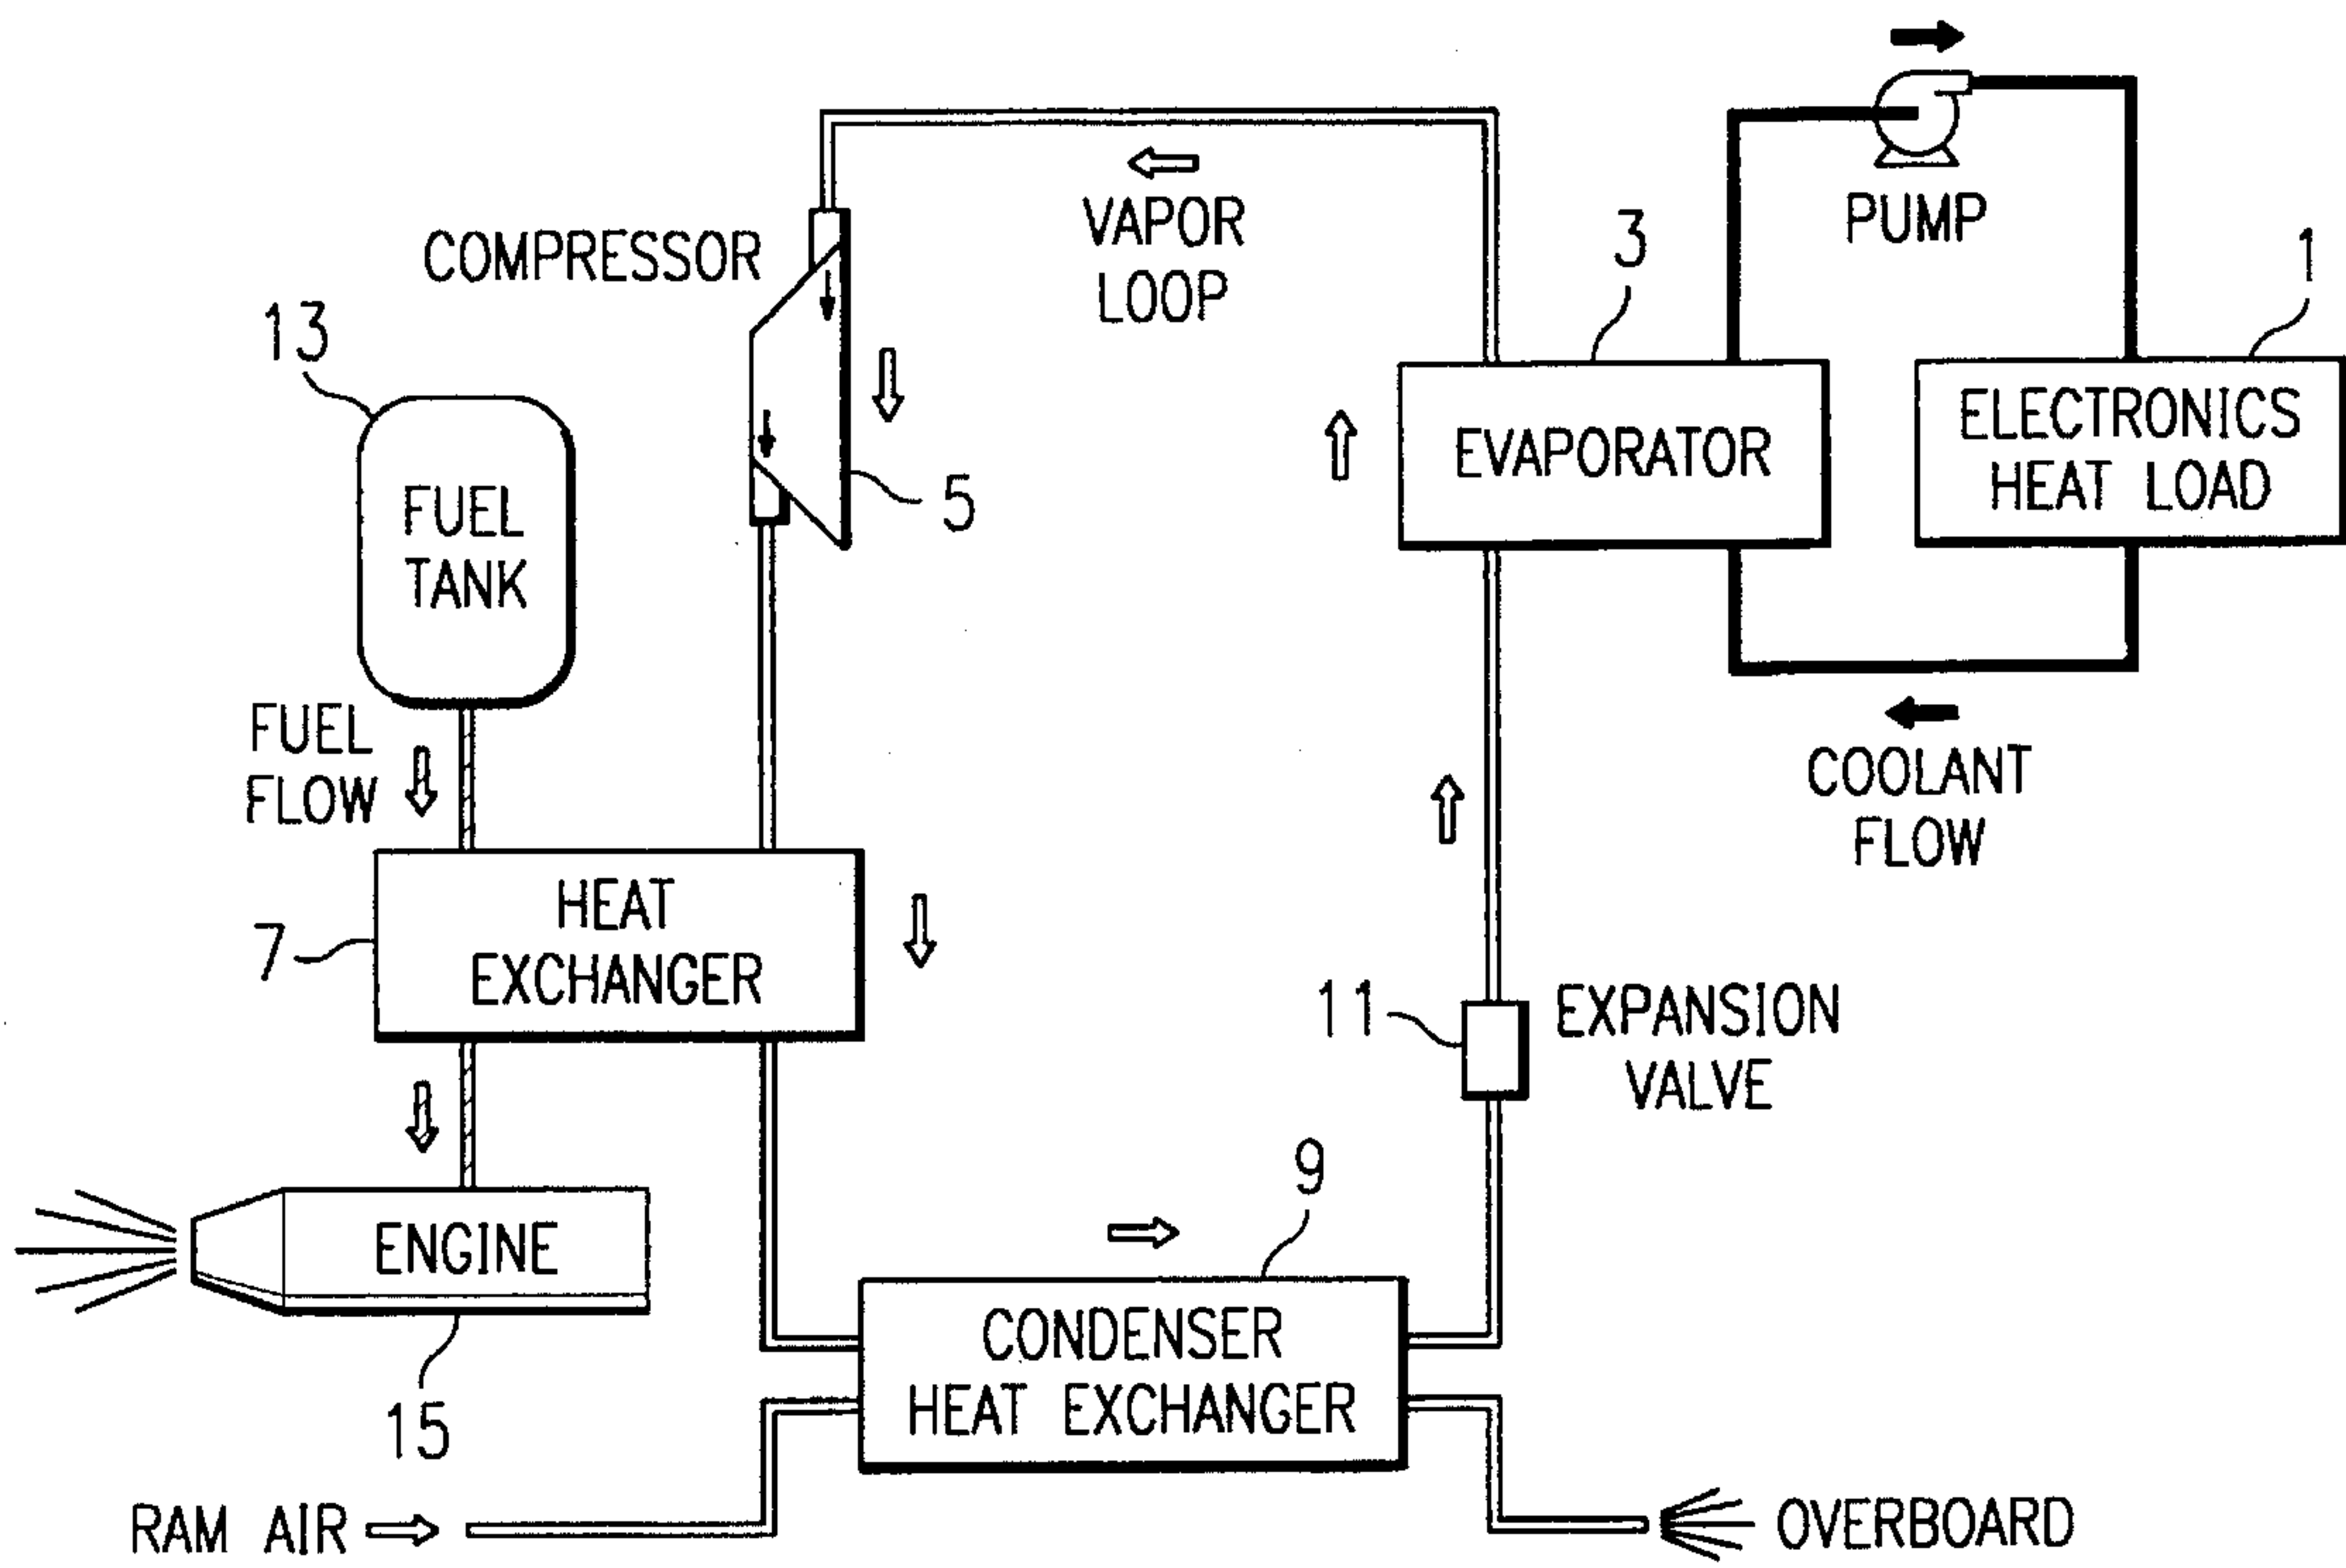 PUMP
VAPOR
LOOP
3
1
COMPRESSOR
13
ELECTRONICS
HEAT LOAD
EVAPORATOR
5
FUEL
TANK
FUEL
FLOW
COOLANT
FLOW
HEAT
EXCHANGER
7
11
EXPANSION
VALVE
9
ENGINE
CONDENSER
HEAT EXCHANGER
15
RAM AIR
OVERBOARD